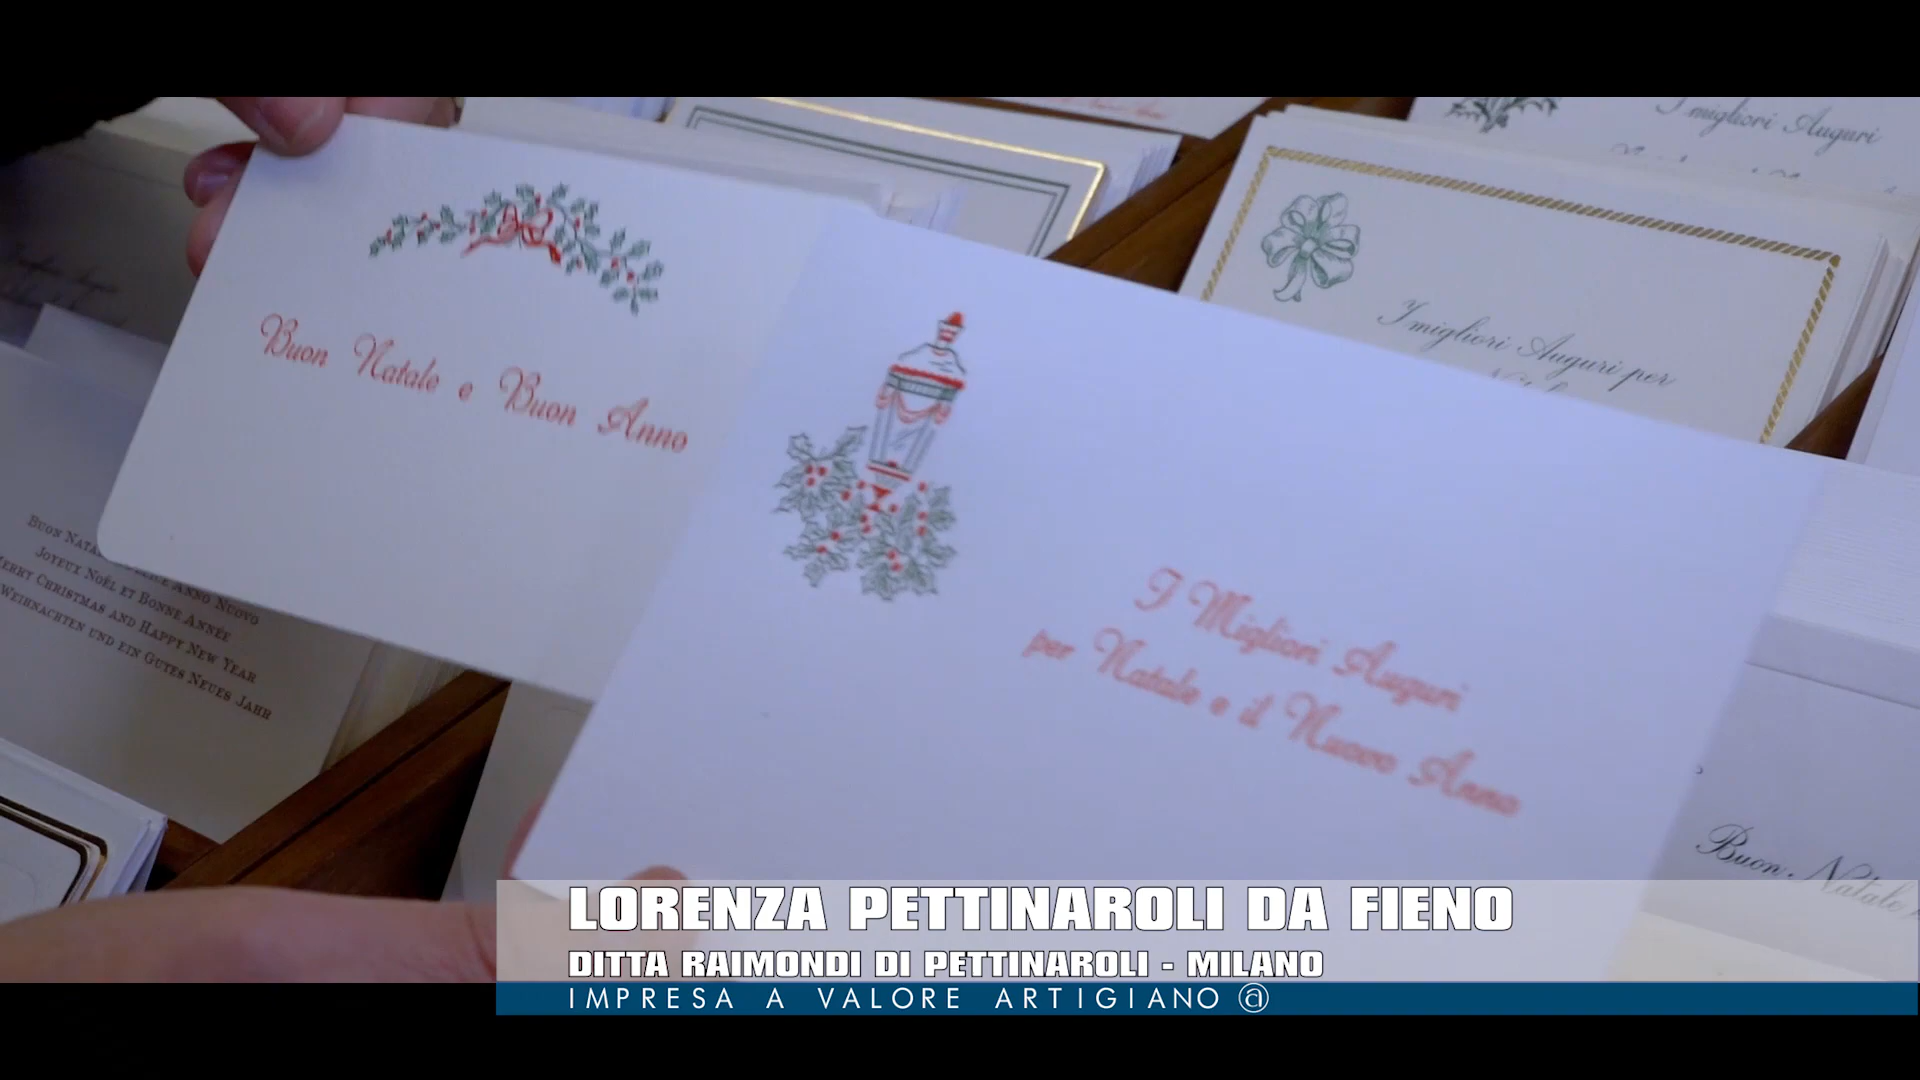 I migliori Auguri
I migliori Auguri per
Buon Natale e Buon Anno
I Migliori Auguri
per Natale e il Nuovo Anno
ANNO NUOVO
JOYEUX NOËL ET BONNE ANNÉE
MERRY CHRISTMAS AND HAPPY NEW YEAR
WEIHNACHTEN UND EIN GUTES NEUES JAHR
Buon Natale
LORENZA PETTINAROLI DA FIENO
DITTA RAIMONDI DI PETTINAROLI - MILANO
IMPRESA A VALORE ARTIGIANO @